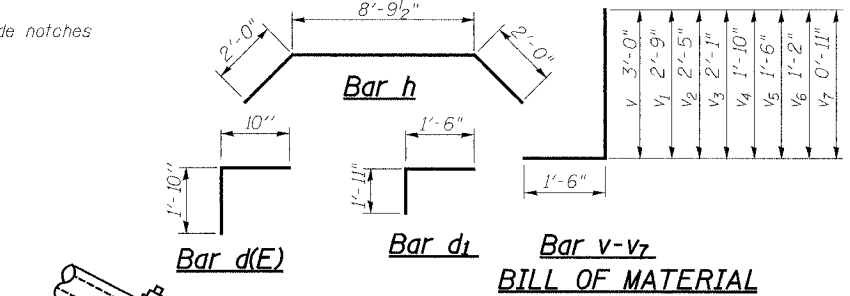 de notches
8'-9½"
2'-0"
2'-0"
Bar h
v 3'-0"
v1 2'-9"
v2 2'-5"
v3 2'-1"
v4 1'-10"
v5 1'-6"
v6 1'-2"
v7 0'-11"
10"
1'-10"
1'-6"
1'-11"
1'-6"
Bar d(E)
Bar d1
Bar v-v7
BILL OF MATERIAL